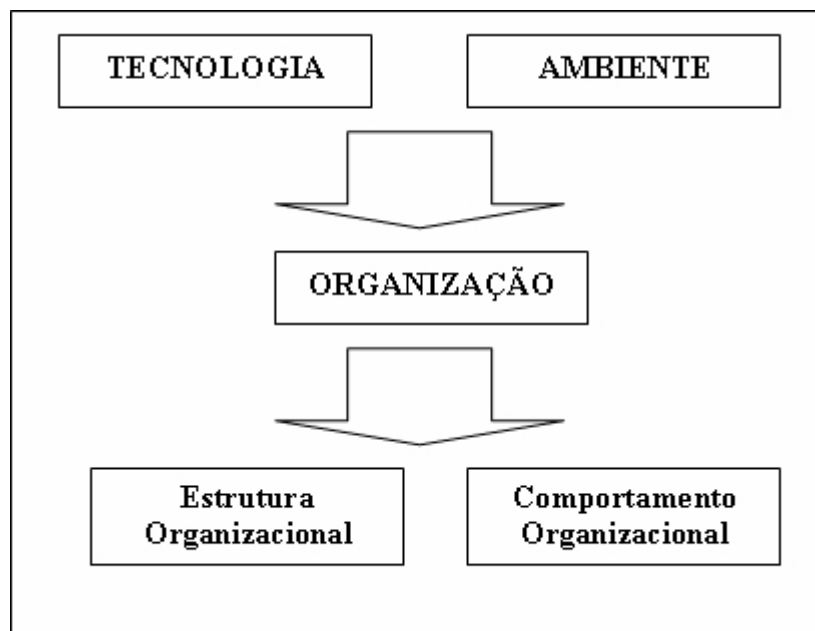 TECNOLOGIA
AMBIENTE
ORGANIZAÇÃO
Estrutura
Organizacional
Comportamento
Organizacional